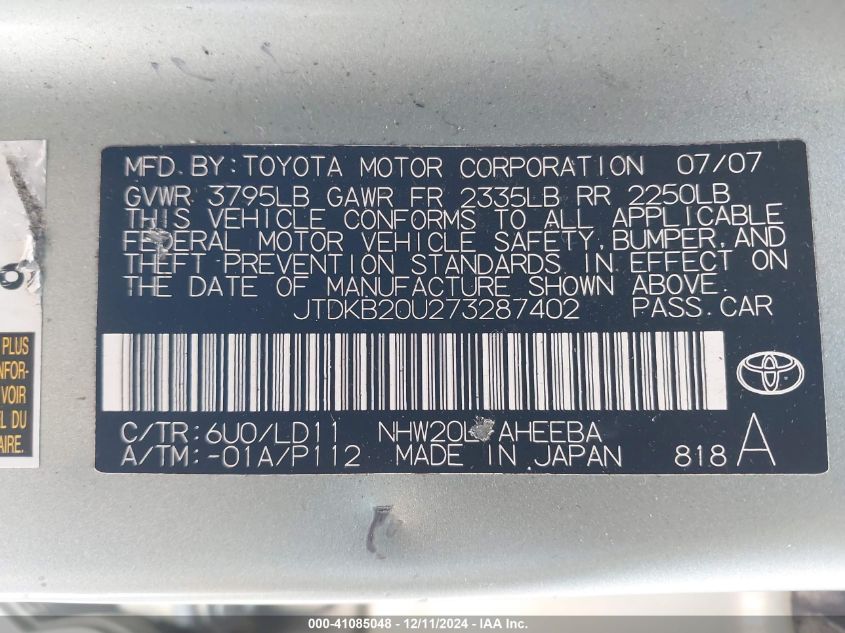 MFD.BY:TOYOTA MOTOR CORPORATION 07/07
GVWR 3795LB GAWR FR 2335LB RR 2250LB
THIS VEHICLE CONFORMS TO ALL APPLICABLE
FEDERAL MOTOR VEHICLE SAFETY,BUMPER,AND
THEFT PREVENTION STANDARDS IN EFFECT ON
THE DATE OF MANUFACTURE SHOWN ABOVE.
JTDKB20U273287402 PASS.CAR
C/TR:6U0/LD11 NHW20L AHEEBA
A/TM:-01A/P112 MADE IN JAPAN 818 A
PLUS
VOIR
DU
000-41085048 - 12/11/2024 - IAA Inc.